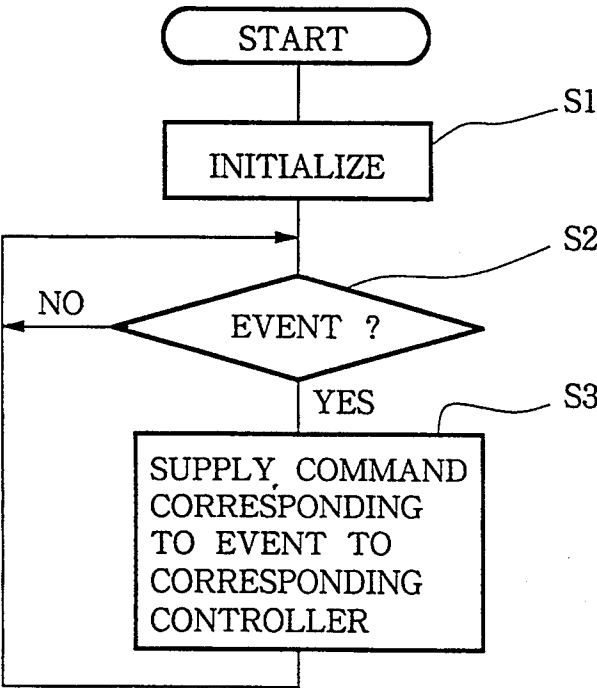 START
S1
INITIALIZE
S2
NO
EVENT ?
YES
S3
SUPPLY COMMAND
CORRESPONDING
TO EVENT TO
CORRESPONDING
CONTROLLER